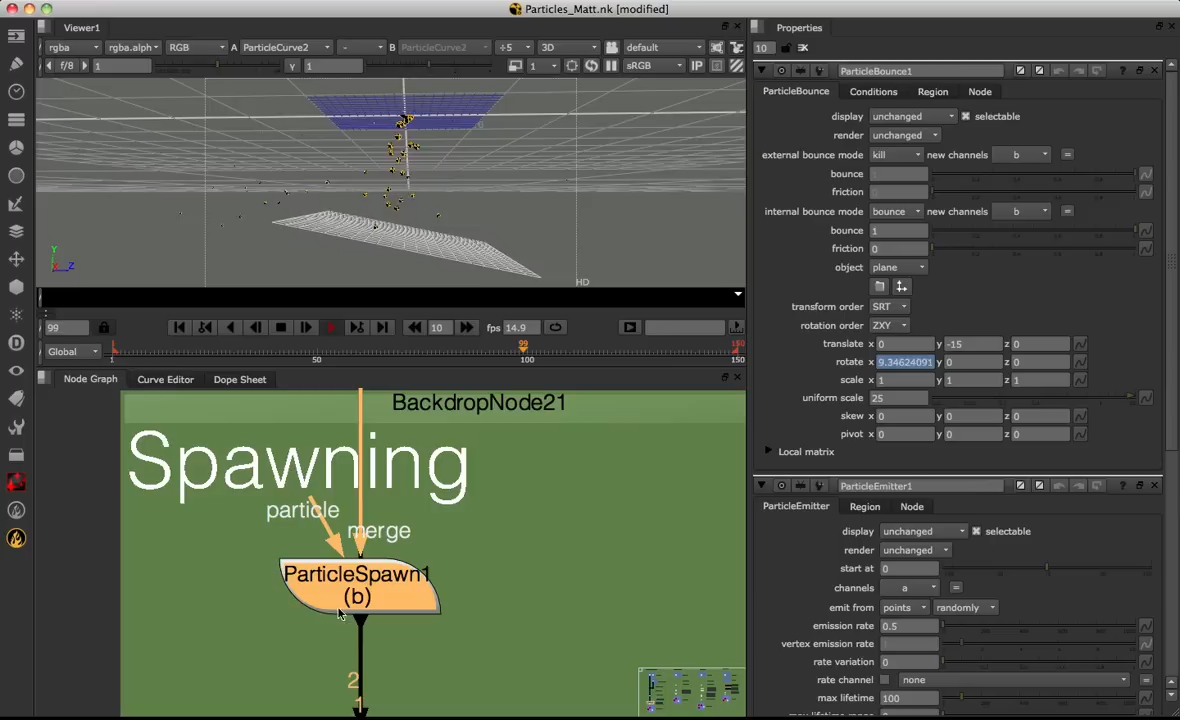 Particles_Matt.nk [modified]
Viewer1
rgba rgba.alph RGB A ParticleCurve2 - B ParticleCurve2 ÷5 3D default
f/8 1 γ 1 1 sRGB IP
Y
X Z
HD
99 10 fps 14.9
Global 1 50 99 100 150 150
Node Graph Curve Editor Dope Sheet
BackdropNode21
Spawning
particle
merge
ParticleSpawn1
(b)
2
1
Properties
10
ParticleBounce1
ParticleBounce Conditions Region Node
display unchanged selectable
render unchanged
external bounce mode kill new channels b =
bounce
friction
internal bounce mode bounce new channels b =
bounce 1
friction 0
object plane
transform order SRT
rotation order ZXY
translate x 0 y -15 z 0
rotate x 9.34624091 y 0 z 0
scale x 1 y 1 z 1
uniform scale 25
skew x 0 y 0 z 0
pivot x 0 y 0 z 0
Local matrix
ParticleEmitter1
ParticleEmitter Region Node
display unchanged selectable
render unchanged
start at 0
channels a =
emit from points randomly
emission rate 0.5
vertex emission rate
rate variation 0
rate channel none =
max lifetime 100